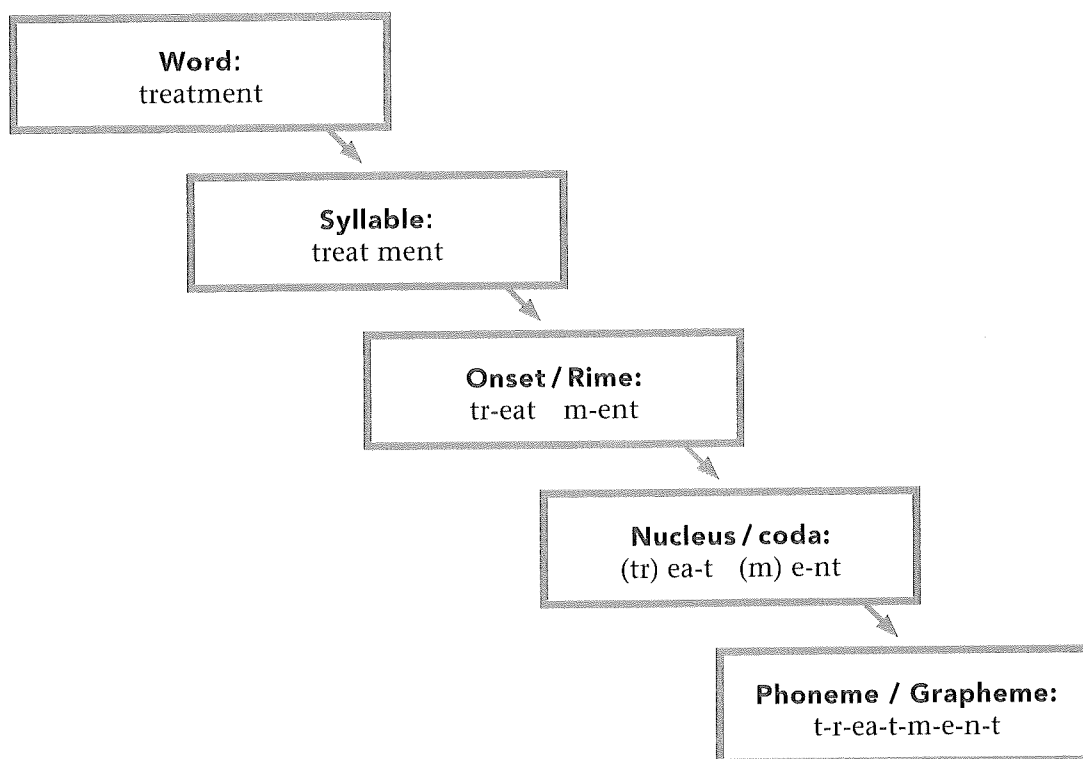 Word:
treatment
Syllable:
treat ment
Onset / Rime:
tr-eat m-ent
Nucleus / coda:
(tr) ea-t (m) e-nt
Phoneme / Grapheme:
t-r-ea-t-m-e-n-t